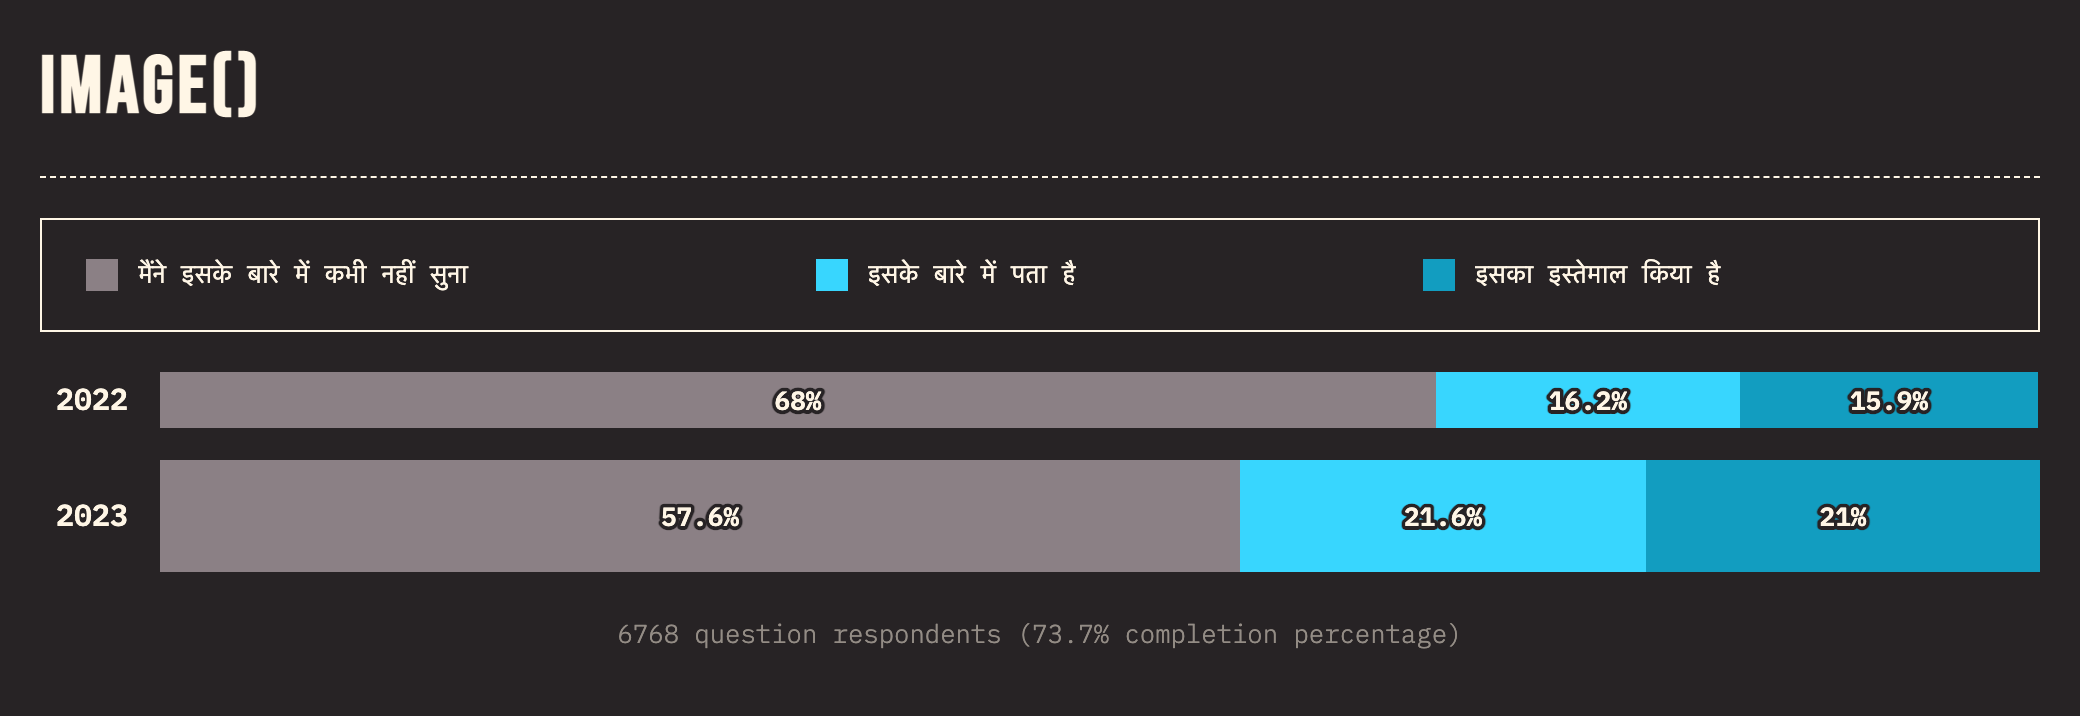 IMAGE()
मैंने इसके बारे में कभी नहीं सुना इसके बारे में पता है इसका इस्तेमाल किया है
2022 68% 16.2% 15.9%
2023 57.6% 21.6% 21%
6768 question respondents (73.7% completion percentage)